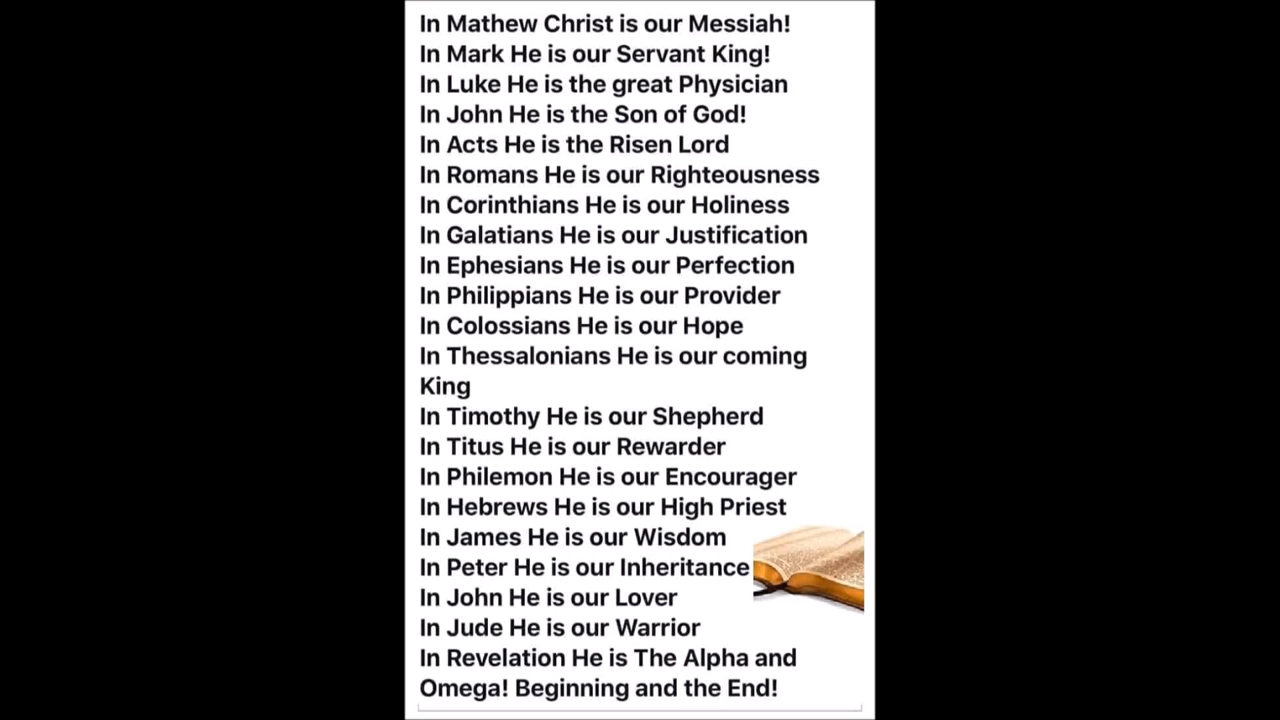 In Mathew Christ is our Messiah!
In Mark He is our Servant King!
In Luke He is the great Physician
In John He is the Son of God!
In Acts He is the Risen Lord
In Romans He is our Righteousness
In Corinthians He is our Holiness
In Galatians He is our Justification
In Ephesians He is our Perfection
In Philippians He is our Provider
In Colossians He is our Hope
In Thessalonians He is our coming
King
In Timothy He is our Shepherd
In Titus He is our Rewarder
In Philemon He is our Encourager
In Hebrews He is our High Priest
In James He is our Wisdom
In Peter He is our Inheritance
In John He is our Lover
In Jude He is our Warrior
In Revelation He is The Alpha and
Omega! Beginning and the End!